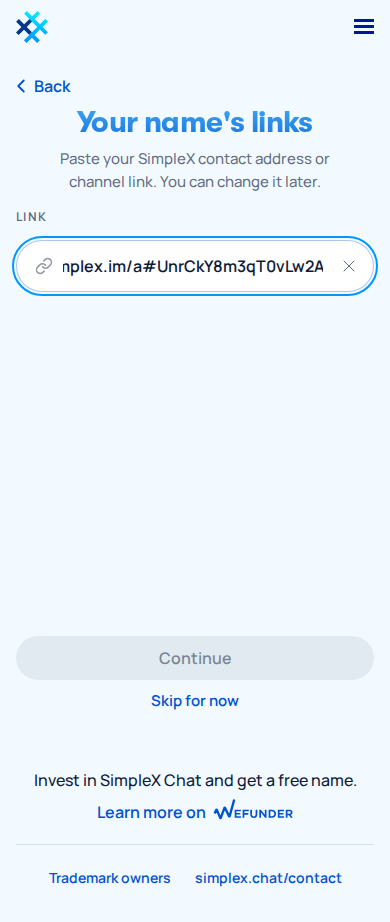 Back
Your name's links
Paste your SimpleX contact address or
channel link. You can change it later.
LINK
mplex.im/a#UnrCkY8m3qT0vLw2A
Continue
Skip for now
Invest in SimpleX Chat and get a free name.
Learn more on WEFUNDER
Trademark owners simplex.chat/contact